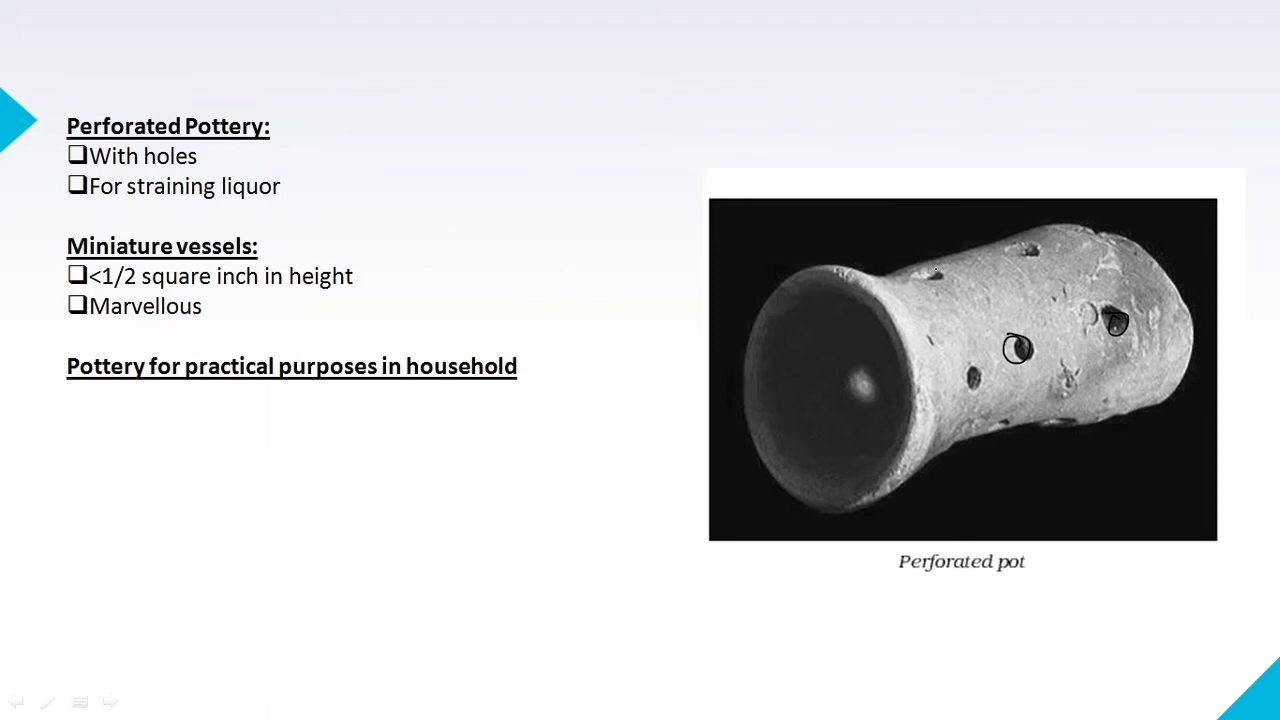 Perforated Pottery:
❑With holes
❑For straining liquor
Miniature vessels:
❑<1/2 square inch in height
❑Marvellous
Pottery for practical purposes in household
Perforated pot